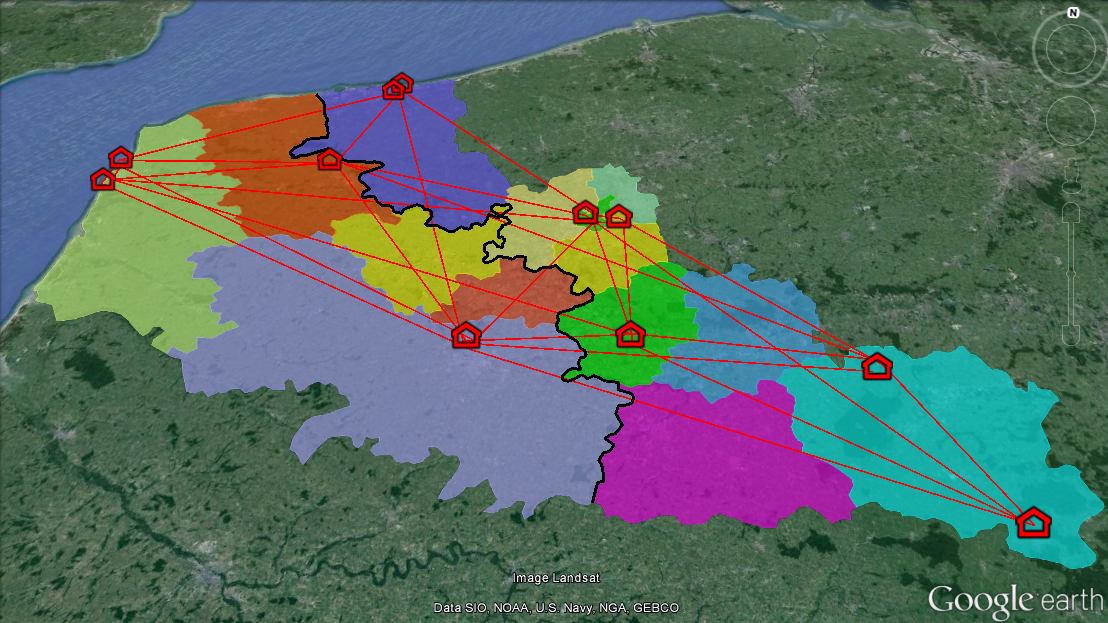 N
Image Landsat
Data SIO, NOAA, U.S. Navy, NGA, GEBCO
Google earth